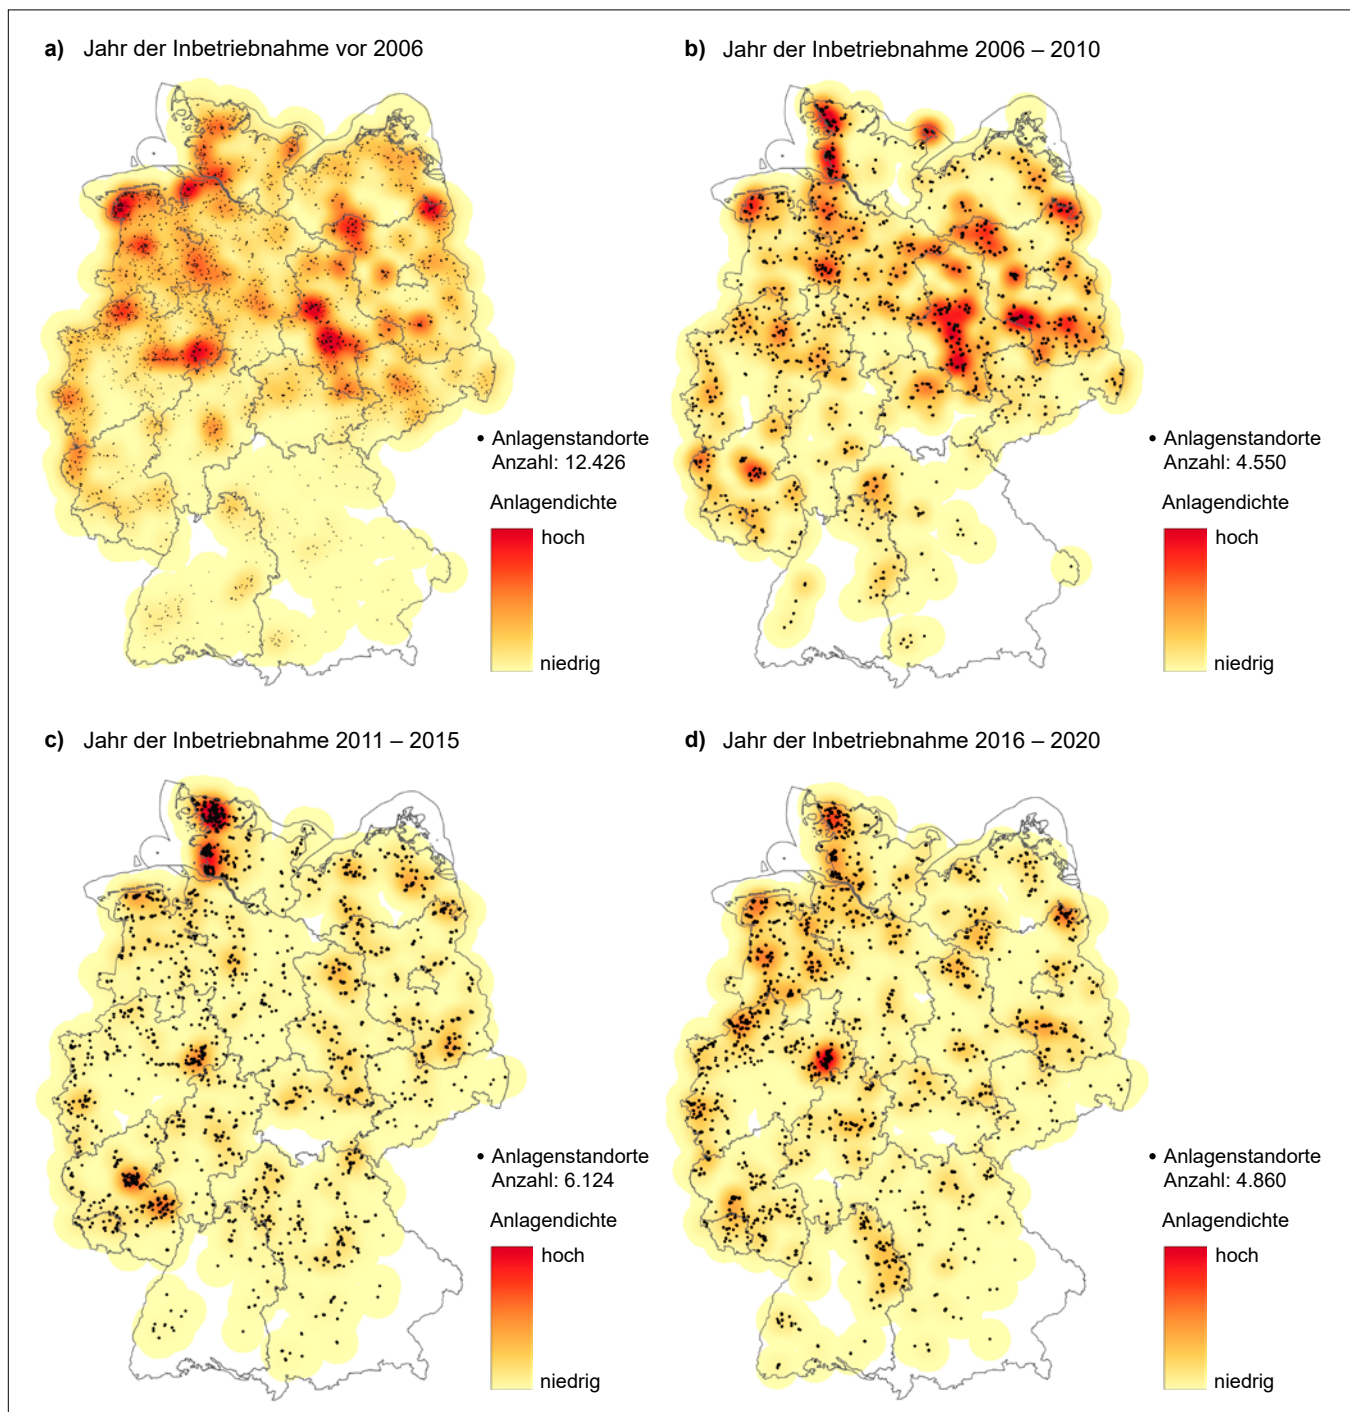 a) Jahr der Inbetriebnahme vor 2006
Anlagenstandorte
Anzahl: 12.426
Anlagendichte
hoch
niedrig
b) Jahr der Inbetriebnahme 2006 – 2010
Anlagenstandorte
Anzahl: 4.550
Anlagendichte
hoch
niedrig
c) Jahr der Inbetriebnahme 2011 – 2015
Anlagenstandorte
Anzahl: 6.124
Anlagendichte
hoch
niedrig
d) Jahr der Inbetriebnahme 2016 – 2020
Anlagenstandorte
Anzahl: 4.860
Anlagendichte
hoch
niedrig